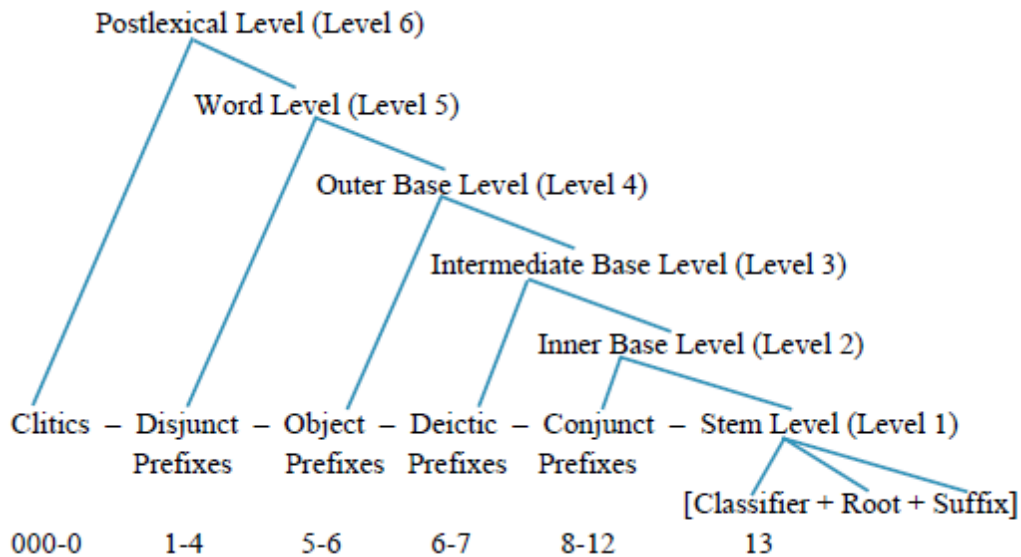 Postlexical Level (Level 6)
Word Level (Level 5)
Outer Base Level (Level 4)
Intermediate Base Level (Level 3)
Inner Base Level (Level 2)
Clitics – Disjunct – Object – Deictic – Conjunct – Stem Level (Level 1)
Prefixes Prefixes Prefixes Prefixes
[Classifier + Root + Suffix]
000-0 1-4 5-6 6-7 8-12 13